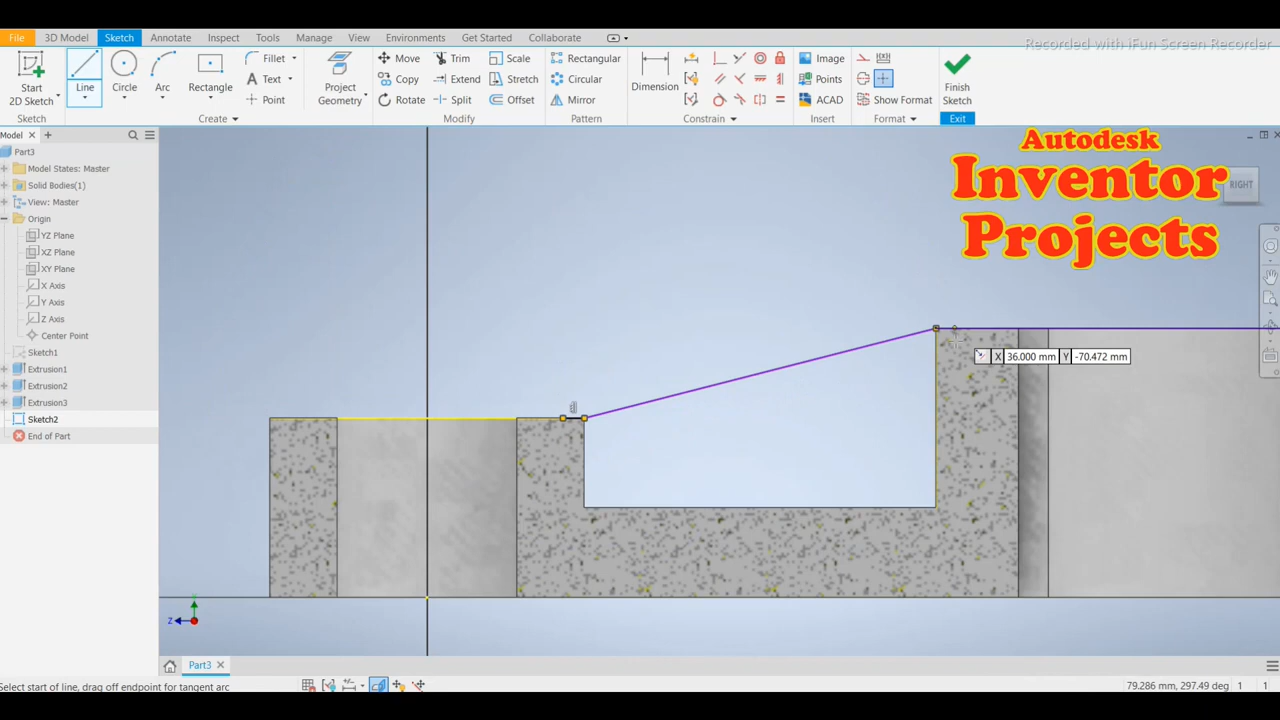 File 3D Model Sketch Annotate Inspect Tools Manage View Environments Get Started Collaborate
Recorded with iFun Screen Recorder
Start
2D Sketch
Line
Circle
Arc
Rectangle
Fillet
Text
Point
Project
Geometry
Move
Copy
Rotate
Trim
Extend
Split
Scale
Stretch
Offset
Rectangular
Circular
Mirror
Dimension
Image
Points
ACAD
Show Format
Finish
Sketch
Sketch Create Modify Pattern Constrain Insert Format Exit
Model
Part3
Model States: Master
Solid Bodies(1)
View: Master
Origin
YZ Plane
XZ Plane
XY Plane
X Axis
Y Axis
Z Axis
Center Point
Sketch1
Extrusion1
Extrusion2
Extrusion3
Sketch2
End of Part
Autodesk
Inventor
Projects
RIGHT
X 36.000 mm Y -70.472 mm
Z
Part3
Select start of line, drag off endpoint for tangent arc
79.286 mm, 297.49 deg 1 1